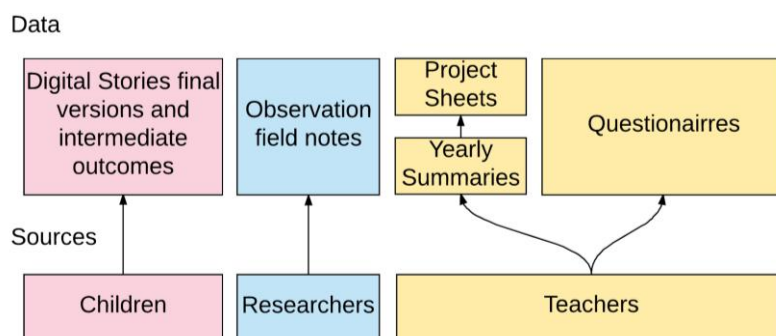 Data
Digital Stories final
versions and
intermediate
outcomes
Observation
field notes
Project
Sheets
Yearly
Summaries
Questionairres
Sources
Children
Researchers
Teachers